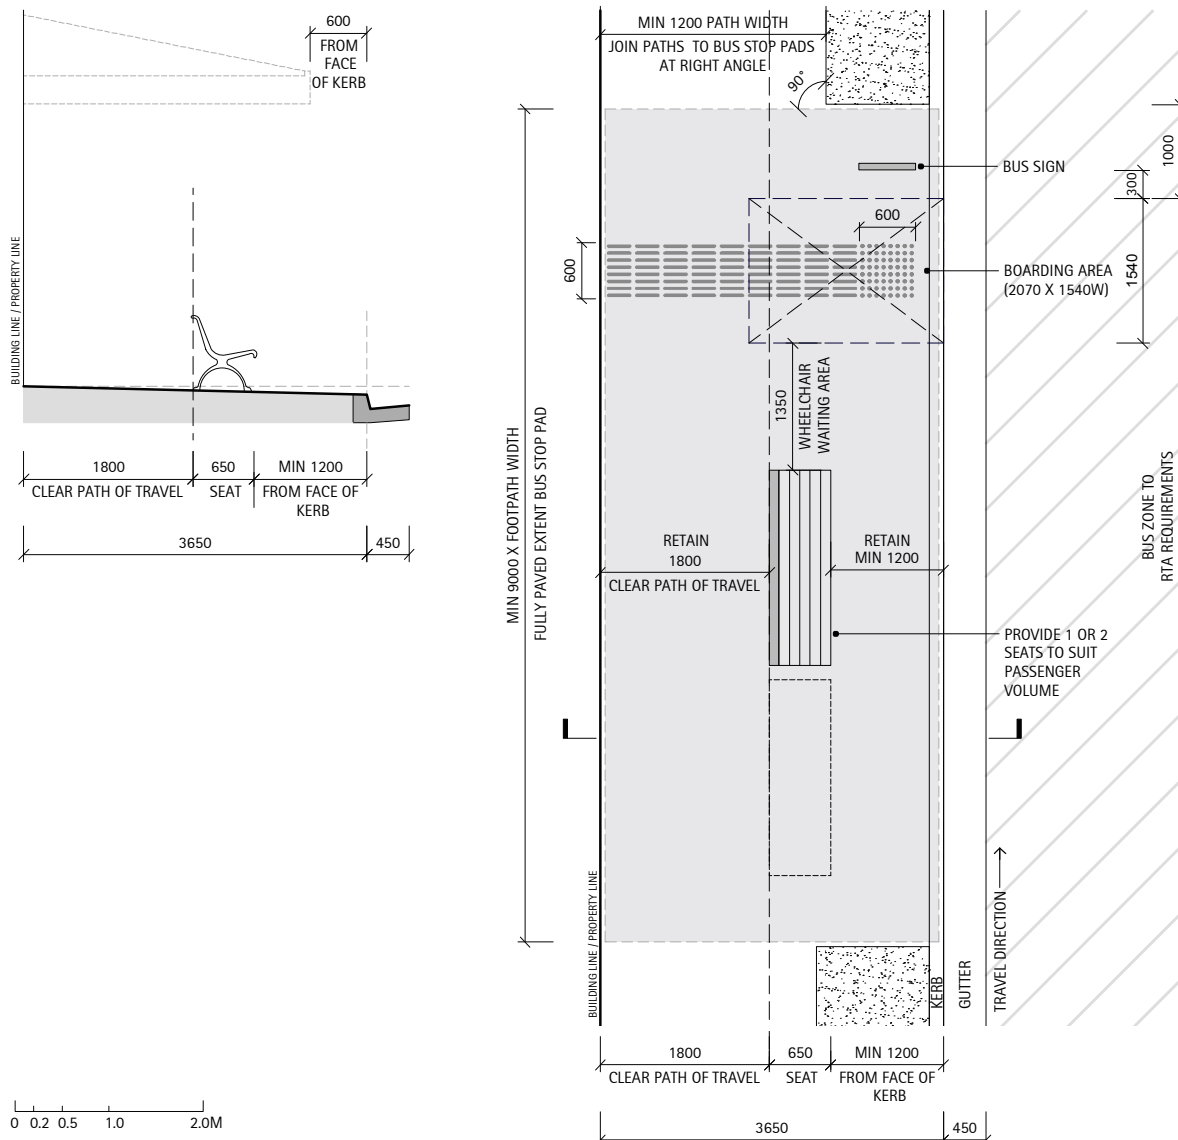 600
FROM
FACE
OF KERB
BUILDING LINE / PROPERTY LINE
1800
650
MIN 1200
CLEAR PATH OF TRAVEL
SEAT
FROM FACE OF
KERB
3650
450
MIN 1200 PATH WIDTH
JOIN PATHS TO BUS STOP PADS
AT RIGHT ANGLE
90°
BUS SIGN
1000
300
600
600
BOARDING AREA
(2070 X 1540W)
1540
1350
WHEELCHAIR
WAITING AREA
MIN 9000 X FOOTPATH WIDTH
FULLY PAVED EXTENT BUS STOP PAD
RETAIN
1800
CLEAR PATH OF TRAVEL
RETAIN
MIN 1200
BUS ZONE TO
RTA REQUIREMENTS
PROVIDE 1 OR 2
SEATS TO SUIT
PASSENGER
VOLUME
BUILDING LINE / PROPERTY LINE
KERB
GUTTER
TRAVEL DIRECTION
1800
650
MIN 1200
CLEAR PATH OF TRAVEL
SEAT
FROM FACE OF
KERB
3650
450
0 0.2 0.5 1.0 2.0M